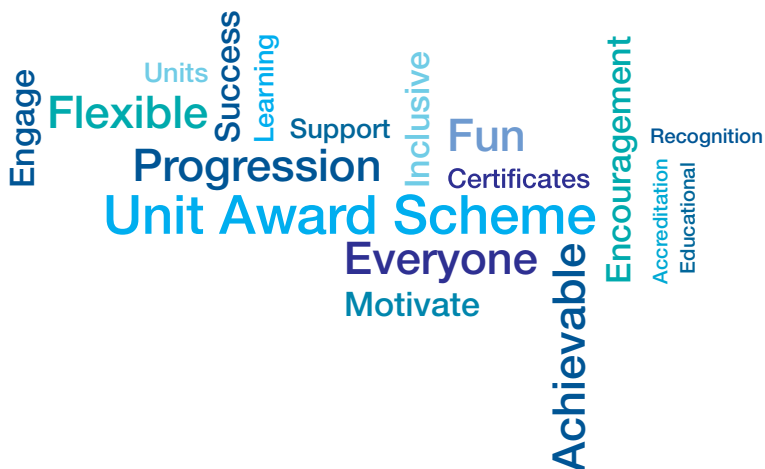 Engage
Units
Flexible
Success
Learning
Support
Inclusive
Fun
Encouragement
Recognition
Progression
Certificates
Accreditation
Educational
Unit Award Scheme
Everyone
Motivate
Achievable